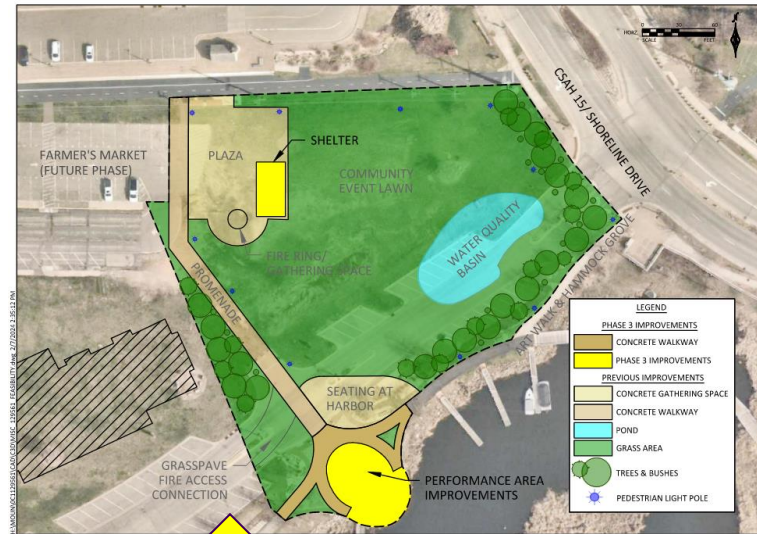 HORIZ.
SCALE
FEET
CSAH 15/ SHORELINE DRIVE
FARMER'S MARKET
(FUTURE PHASE)
PLAZA
SHELTER
COMMUNITY
EVENT LAWN
WATER QUALITY
BASIN
FIRE RING/
GATHERING SPACE
PROMENADE
WALK & HAMMOCK GROVE
SEATING AT
HARBOR
GRASSPAVE
FIRE ACCESS
CONNECTION
PERFORMANCE AREA
IMPROVEMENTS
LEGEND
PHASE 3 IMPROVEMENTS
CONCRETE WALKWAY
PHASE 3 IMPROVEMENTS
PREVIOUS IMPROVEMENTS
CONCRETE GATHERING SPACE
CONCRETE WALKWAY
POND
GRASS AREA
TREES & BUSHES
PEDESTRIAN LIGHT POLE